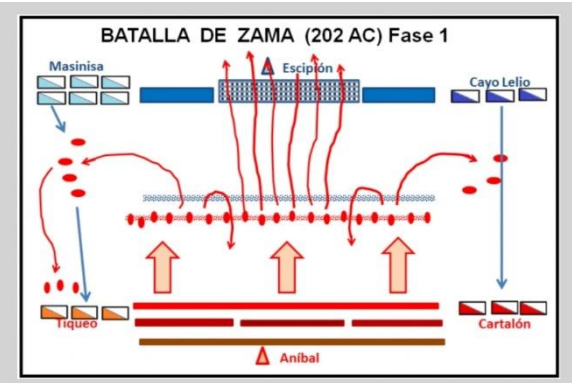 BATALLA DE ZAMA (202 AC) Fase 1
Masinisa
Escipión
Cayo Lelio
Tiqueo
Cartalón
Aníbal